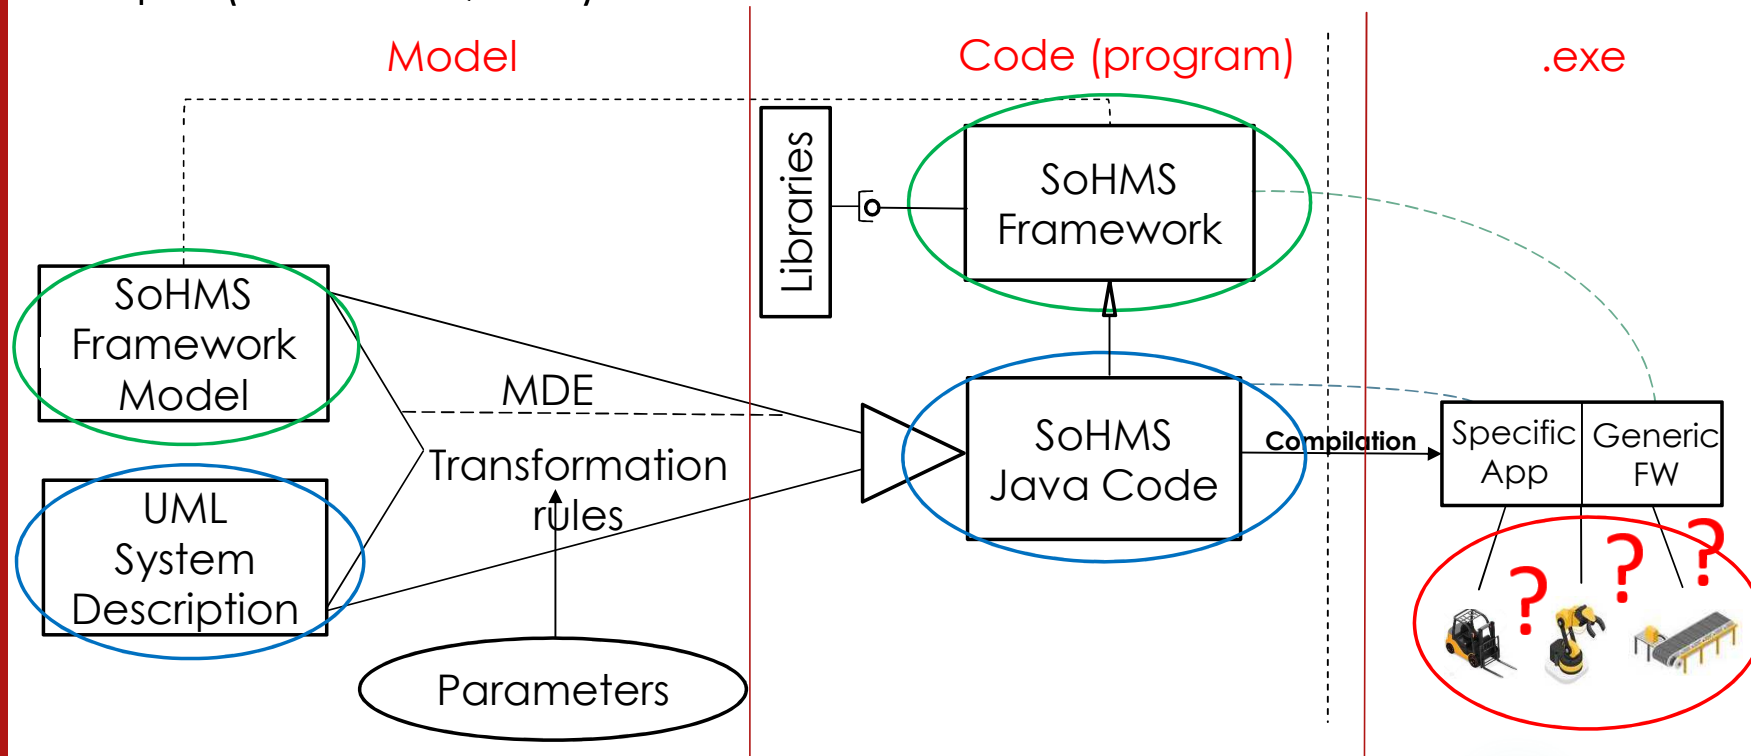 Model
Code (program)
.exe
Libraries
SoHMS
Framework
SoHMS
Framework
Model
MDE
Transformation
rules
UML
System
Description
Parameters
SoHMS
Java Code
Compilation
Specific
App
Generic
FW
?
?
?